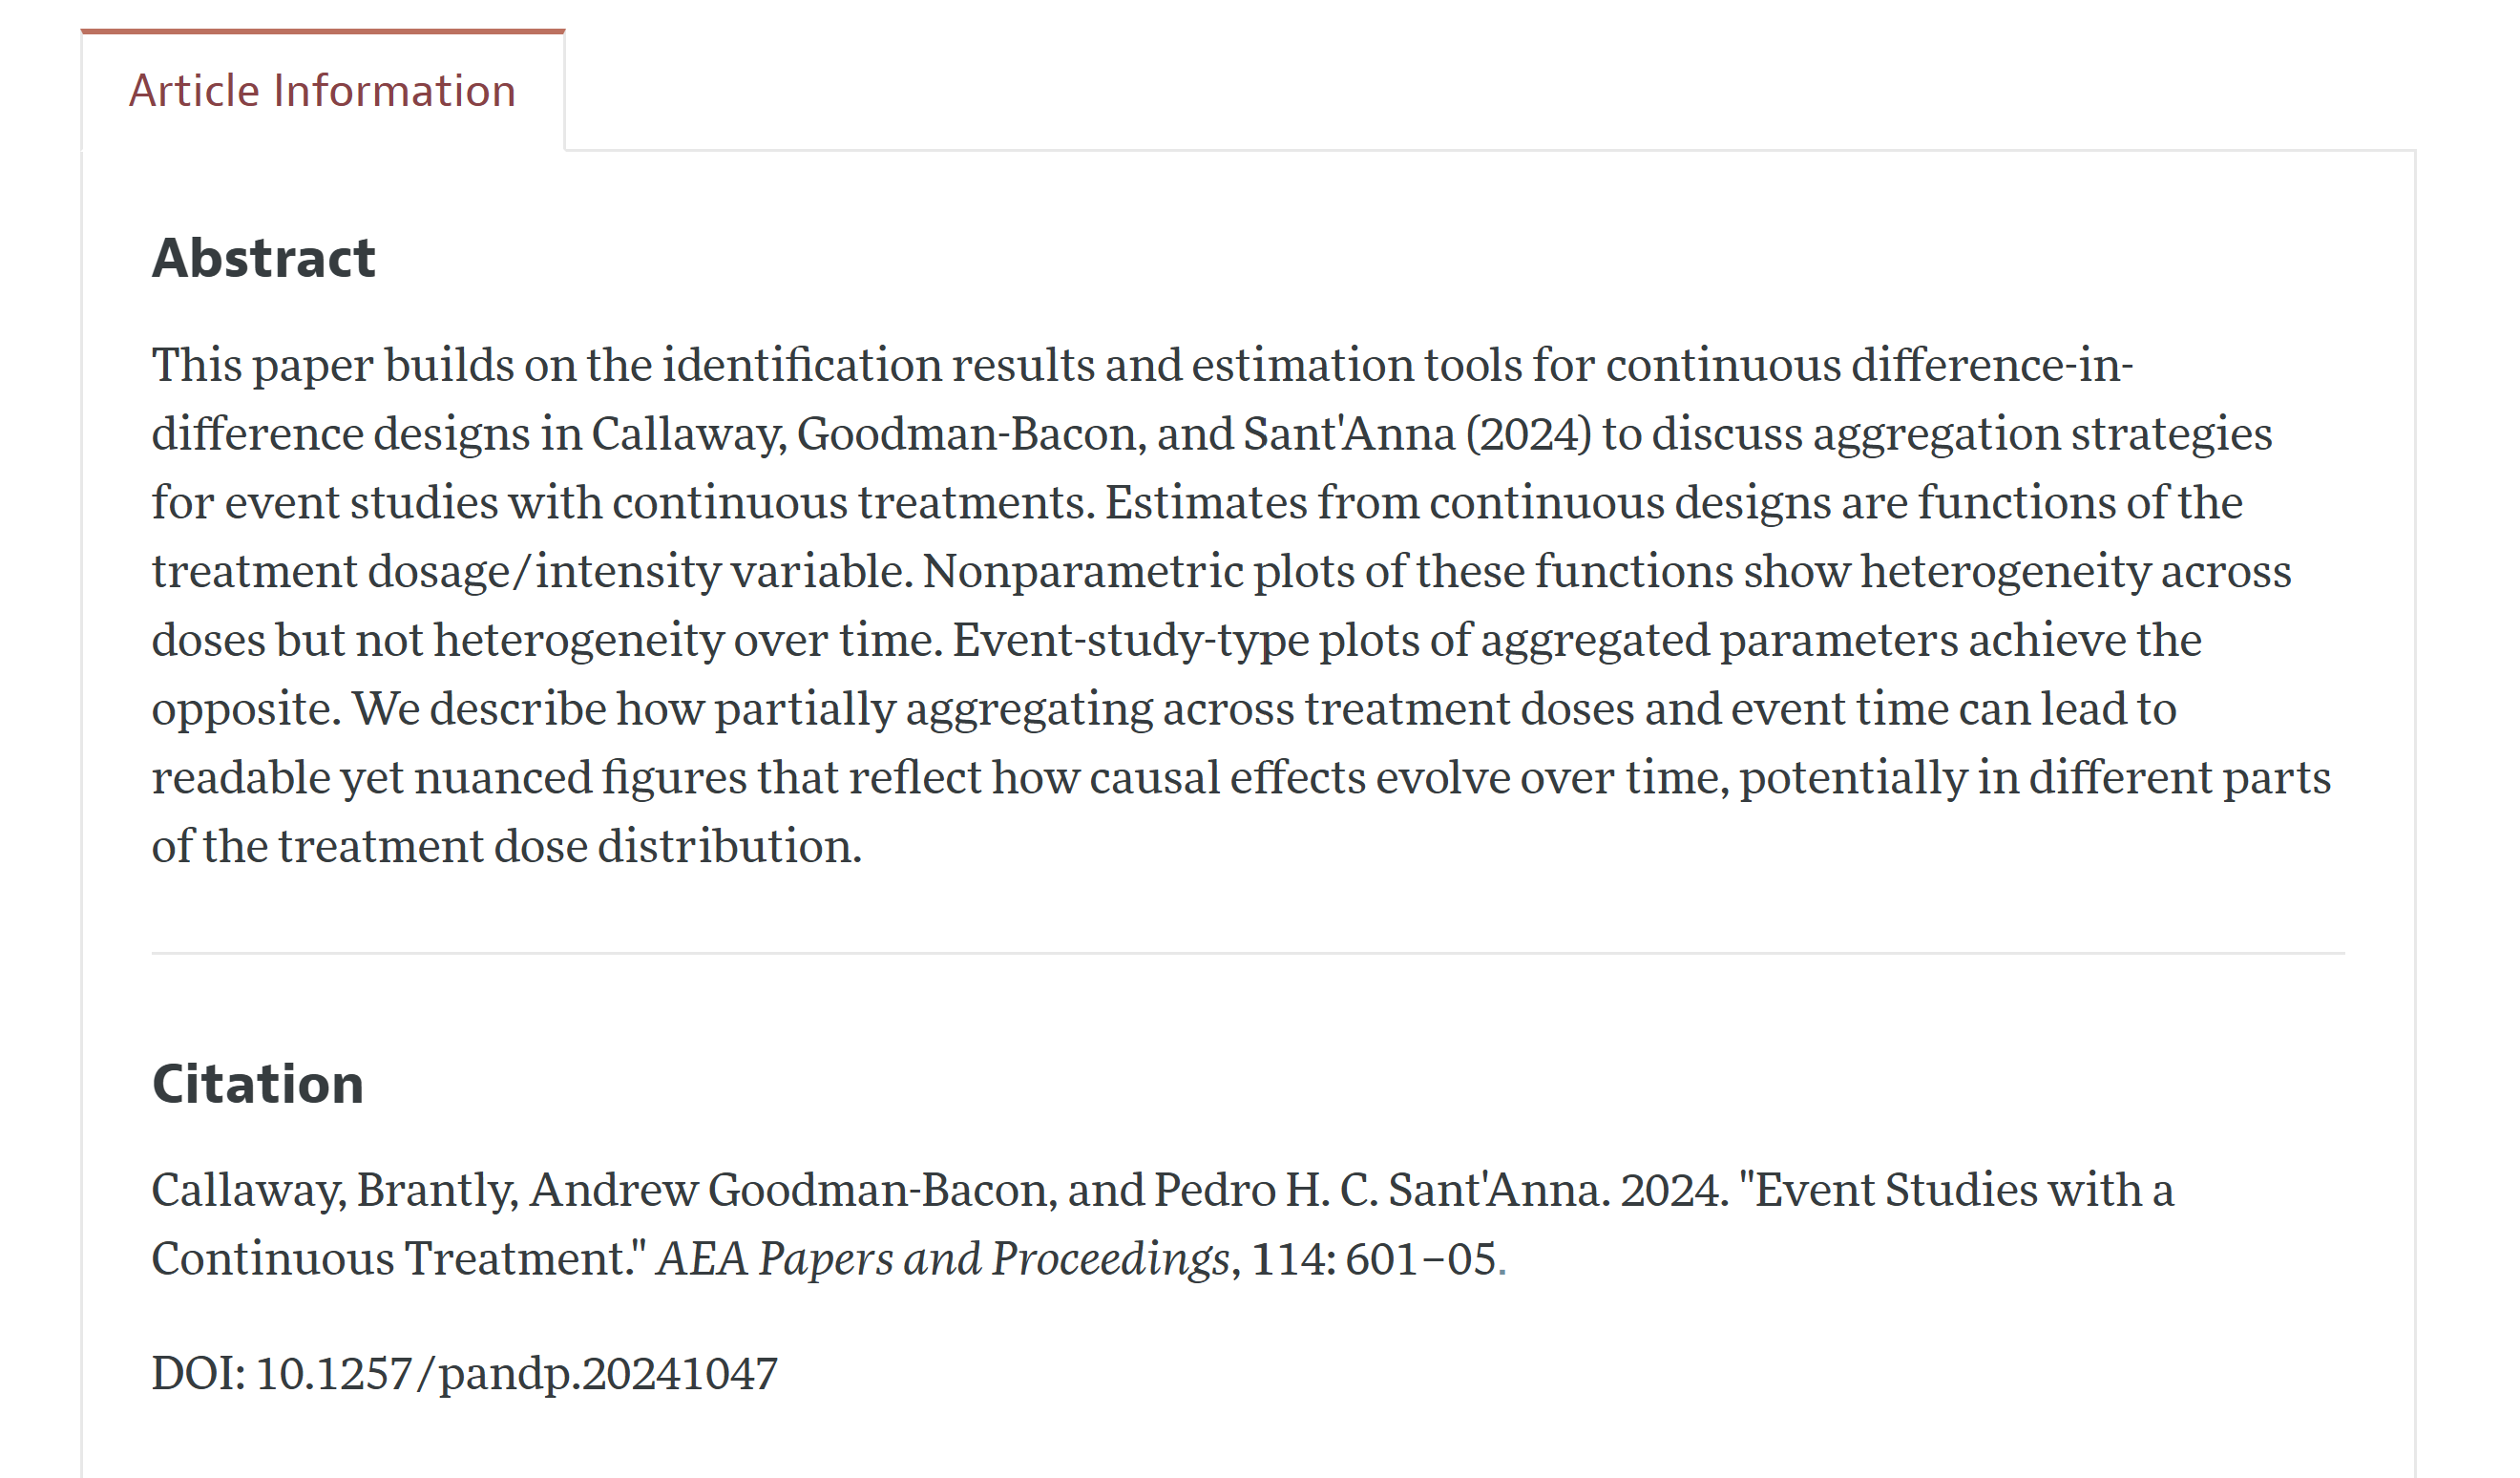 Article Information
Abstract
This paper builds on the identification results and estimation tools for continuous difference-in-
difference designs in Callaway, Goodman-Bacon, and Sant'Anna (2024) to discuss aggregation strategies
for event studies with continuous treatments. Estimates from continuous designs are functions of the
treatment dosage/intensity variable. Nonparametric plots of these functions show heterogeneity across
doses but not heterogeneity over time. Event-study-type plots of aggregated parameters achieve the
opposite. We describe how partially aggregating across treatment doses and event time can lead to
readable yet nuanced figures that reflect how causal effects evolve over time, potentially in different parts
of the treatment dose distribution.
Citation
Callaway, Brantly, Andrew Goodman-Bacon, and Pedro H. C. Sant'Anna. 2024. "Event Studies with a
Continuous Treatment." AEA Papers and Proceedings, 114: 601–05.
DOI: 10.1257/pandp.20241047